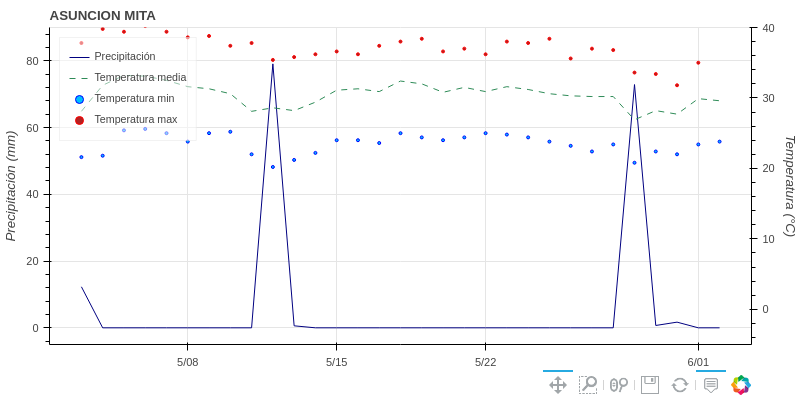 ASUNCION MITA
Precipitación
Temperatura media
Temperatura min
Temperatura max
Precipitación (mm)
80
60
40
20
0
40
30
20
10
0
Temperatura (°C)
5/08
5/15
5/22
6/01